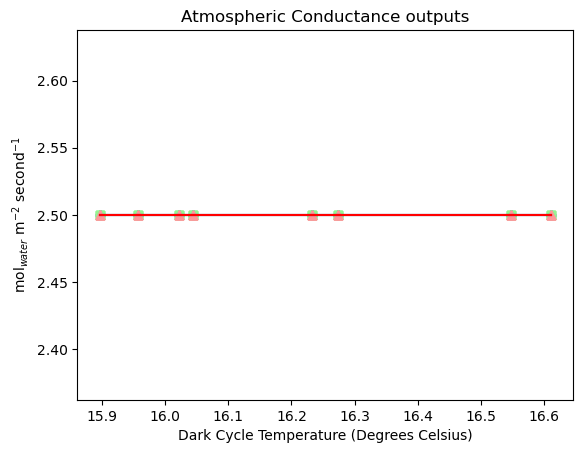 Atmospheric Conductance outputs
mol_{water} m^{−2} second^{−1}
2.60
2.55
2.50
2.45
2.40
15.9 16.0 16.1 16.2 16.3 16.4 16.5 16.6
Dark Cycle Temperature (Degrees Celsius)